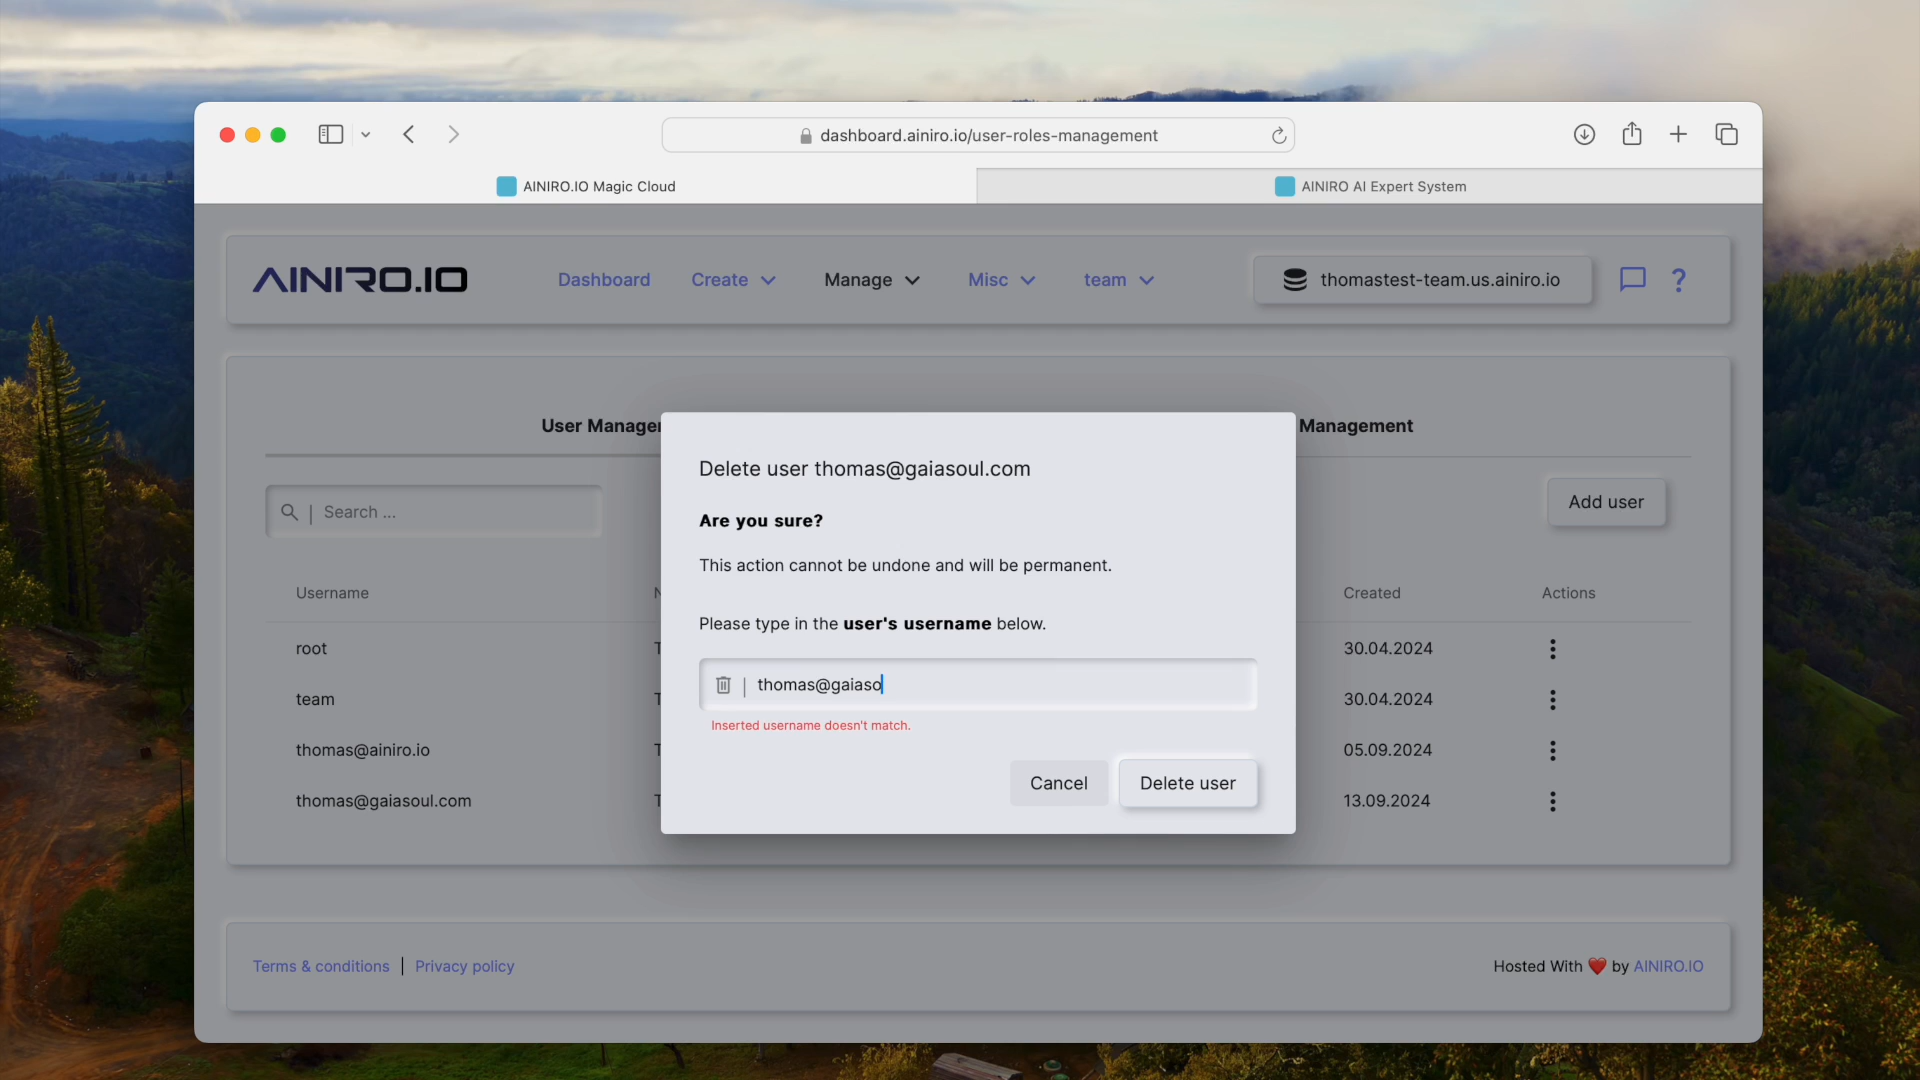 dashboard.ainiro.io/user-roles-management
AINIRO.IO Magic Cloud
AINIRO AI Expert System
AINIRO.IO
Dashboard
Create
Manage
Misc
team
thomastest-team.us.ainiro.io
?
User Manage
Management
Search ...
Add user
Username
Created
Actions
root
30.04.2024
team
30.04.2024
thomas@ainiro.io
05.09.2024
thomas@gaiasoul.com
13.09.2024
Delete user thomas@gaiasoul.com
Are you sure?
This action cannot be undone and will be permanent.
Please type in the user's username below.
thomas@gaiaso
Inserted username doesn't match.
Cancel
Delete user
Terms & conditions
Privacy policy
Hosted With ❤️ by AINIRO.IO